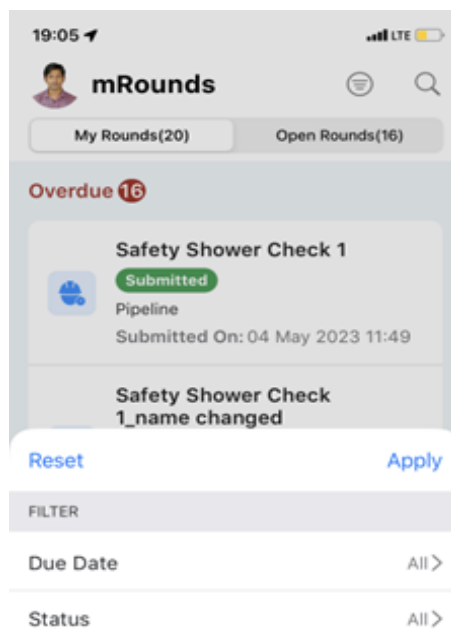 19:05 LTE
mRounds
My Rounds(20) Open Rounds(16)
Overdue 16
Safety Shower Check 1
Submitted
Pipeline
Submitted On: 04 May 2023 11:49
Safety Shower Check
1_name changed
Reset Apply
FILTER
Due Date All
Status All